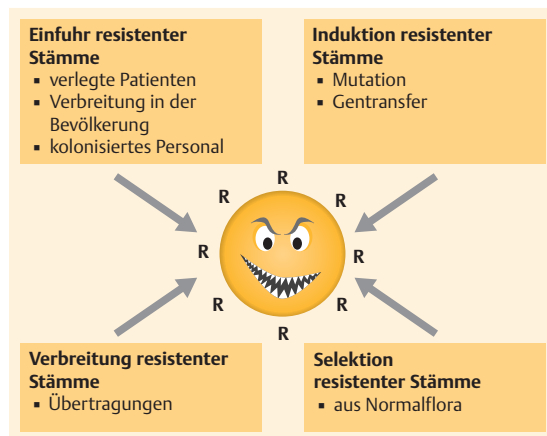 Einfuhr resistenter
Stämme
▪ verlegte Patienten
▪ Verbreitung in der
Bevölkerung
▪ kolonisiertes Personal
Induktion resistenter
Stämme
▪ Mutation
▪ Gentransfer
R
R
R
R
R
R
R
R
Verbreitung resistenter
Stämme
▪ Übertragungen
Selektion
resistenter Stämme
▪ aus Normalflora